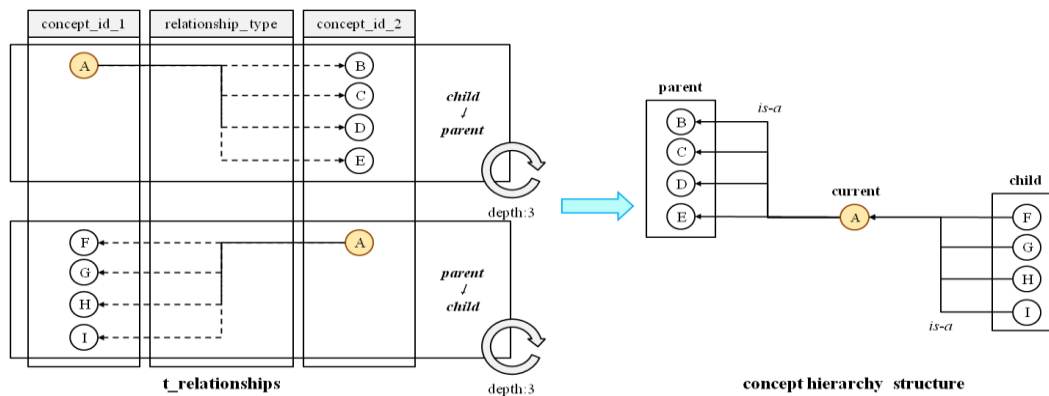 concept_id_1 relationship_type concept_id_2
A B
C
D
E
child
↓
parent
depth:3
F A
G
H
I
parent
↓
child
depth:3
t_relationships
parent
is-a
B
C
D
E
current
A
child
F
G
H
I
is-a
concept hierarchy structure